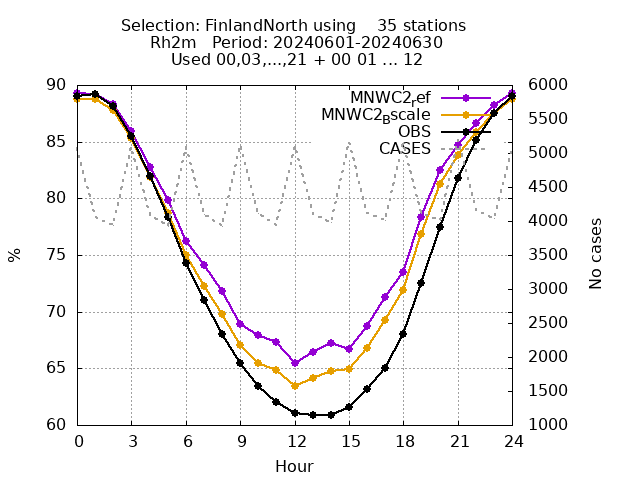 Selection: FinlandNorth using 35 stations
Rh2m Period: 20240601-20240630
Used 00,03,...,21 + 00 01 ... 12
90 6000
MNWC2ref
MNWC2Bscale
OBS
CASES
85
80
75
70
65
60
5500
5000
4500
4000
3500
3000
2500
2000
1500
1000
%
No cases
0 3 6 9 12 15 18 21 24
Hour